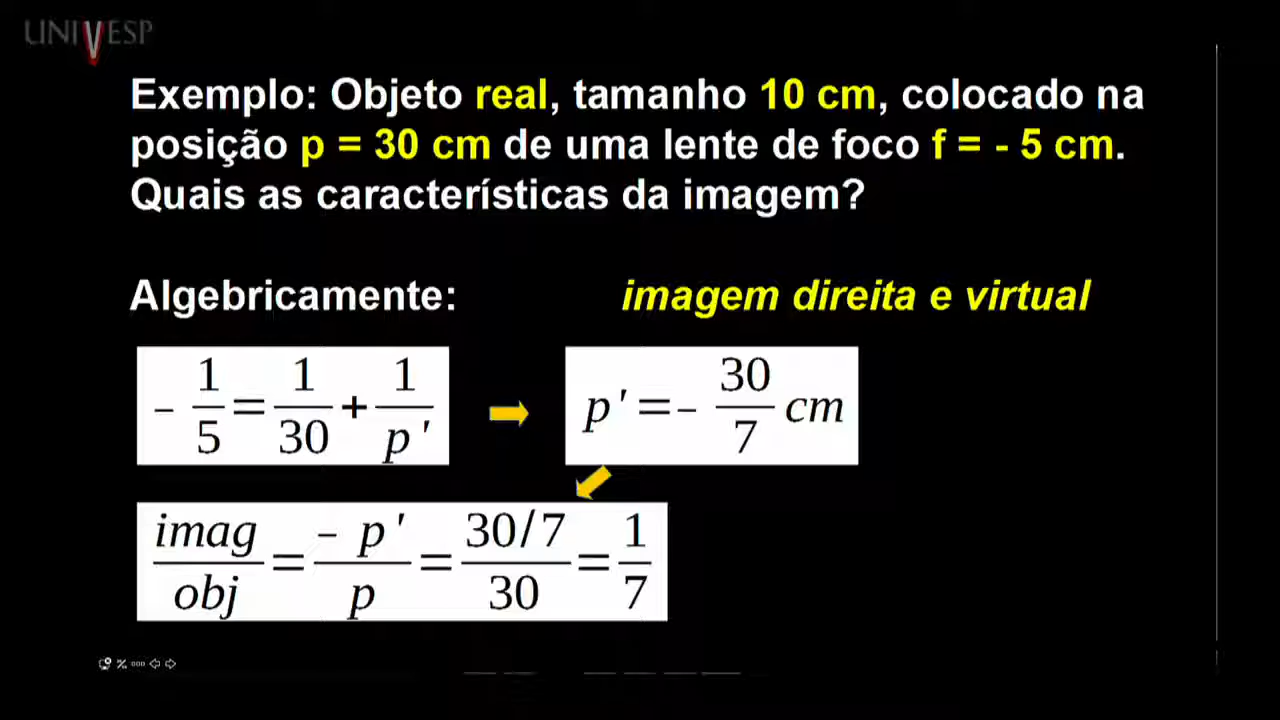 UNIVESP
Exemplo: Objeto real, tamanho 10 cm, colocado na
posição p = 30 cm de uma lente de foco f = - 5 cm.
Quais as características da imagem?
Algebricamente: imagem direita e virtual
- 1/5 = 1/30 + 1/p'
p' = - 30/7 cm
imag/obj = - p'/p = 30/7/30 = 1/7